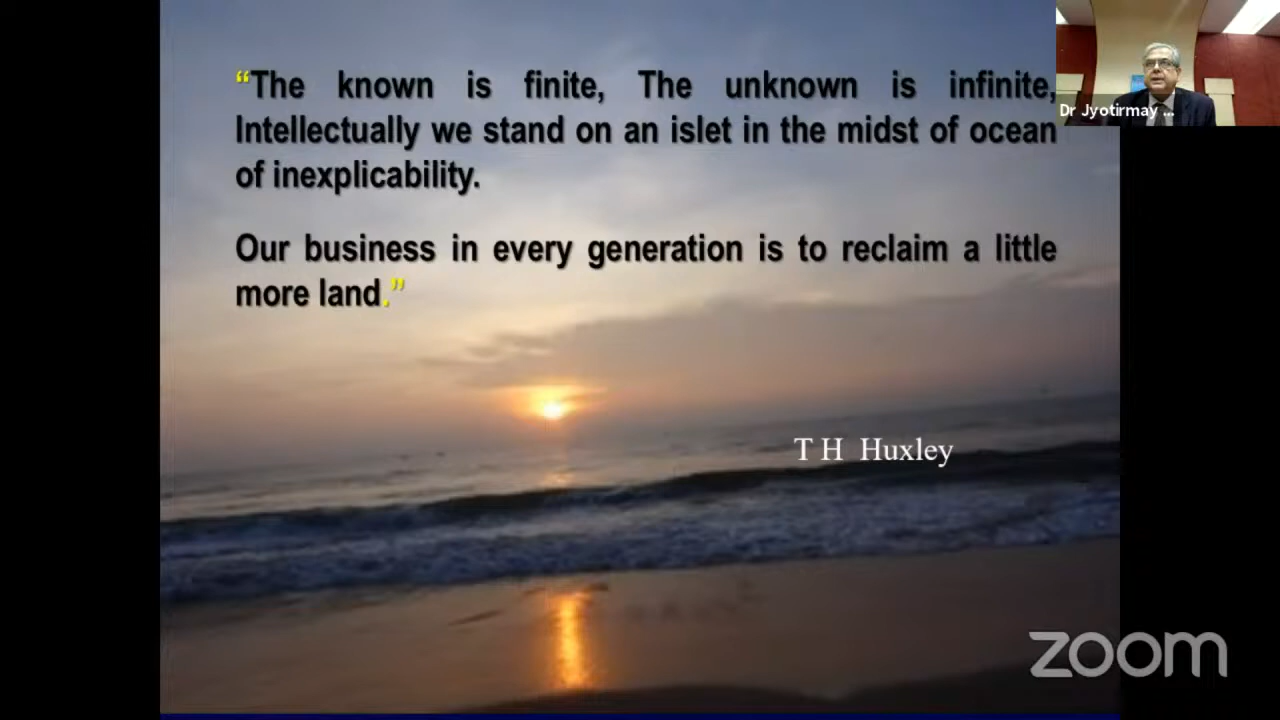 “The known is finite, The unknown is infinite,
Intellectually we stand on an islet in the midst of ocean
of inexplicability.
Our business in every generation is to reclaim a little
more land.”
T H Huxley
Dr Jyotirmay ...
zoom